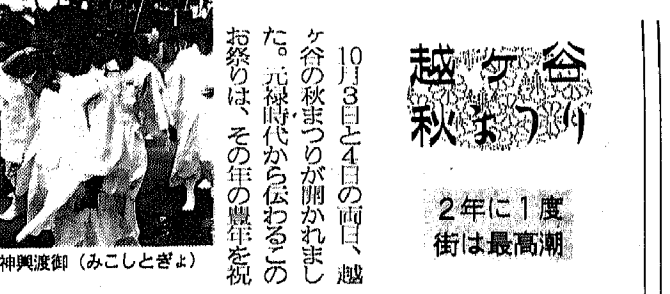 越ヶ谷
秋まつり
2年に1度
街は最高潮
10月3日と4日の両日、越
ヶ谷の秋まつりが開かれまし
た。元禄時代から伝わるこの
お祭りは、その年の豊年を祝
神興渡御（みこしとぎょ）